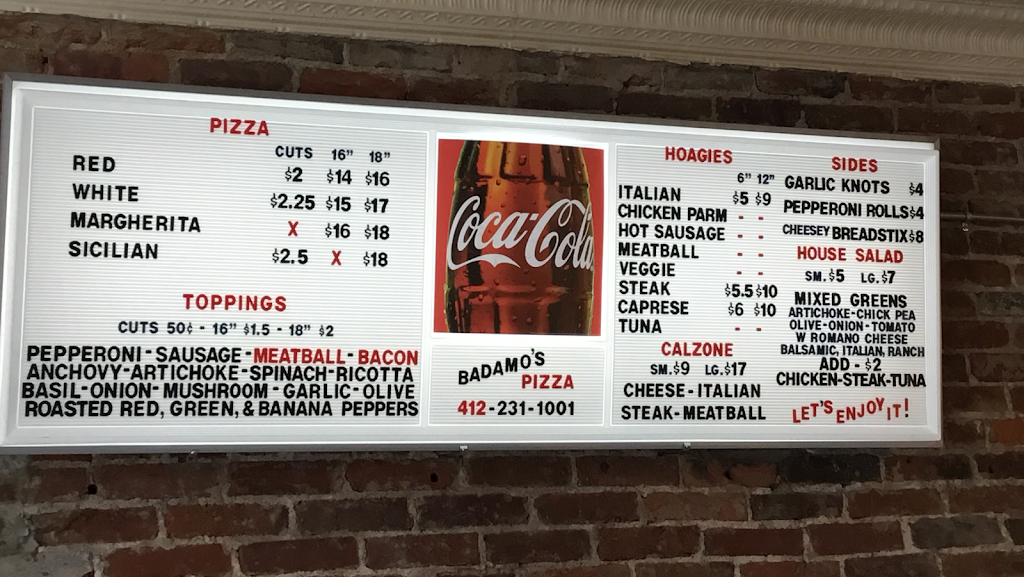 PIZZA
CUTS 16" 18"
RED $2 $14 $16
WHITE $2.25 $15 $17
MARGHERITA X $16 $18
SICILIAN $2.5 X $18
TOPPINGS
CUTS 50¢ - 16" $1.5 - 18" $2
PEPPERONI-SAUSAGE-MEATBALL-BACON
ANCHOVY-ARTICHOKE-SPINACH-RICOTTA
BASIL-ONION-MUSHROOM-GARLIC-OLIVE
ROASTED RED, GREEN, & BANANA PEPPERS
Coca-Cola
BADAMO'S
PIZZA
412-231-1001
HOAGIES
6" 12"
ITALIAN $5 $9
CHICKEN PARM - -
HOT SAUSAGE - -
MEATBALL - -
VEGGIE - -
STEAK $5.5 $10
CAPRESE $6 $10
TUNA - -
CALZONE
SM.$9 LG.$17
CHEESE-ITALIAN
STEAK-MEATBALL
SIDES
GARLIC KNOTS $4
PEPPERONI ROLLS $4
CHEESEY BREADSTIX $8
HOUSE SALAD
SM.$5 LG.$7
MIXED GREENS
ARTICHOKE-CHICK PEA
OLIVE-ONION-TOMATO
W ROMANO CHEESE
BALSAMIC, ITALIAN, RANCH
ADD - $2
CHICKEN-STEAK-TUNA
LET'S ENJOY IT!